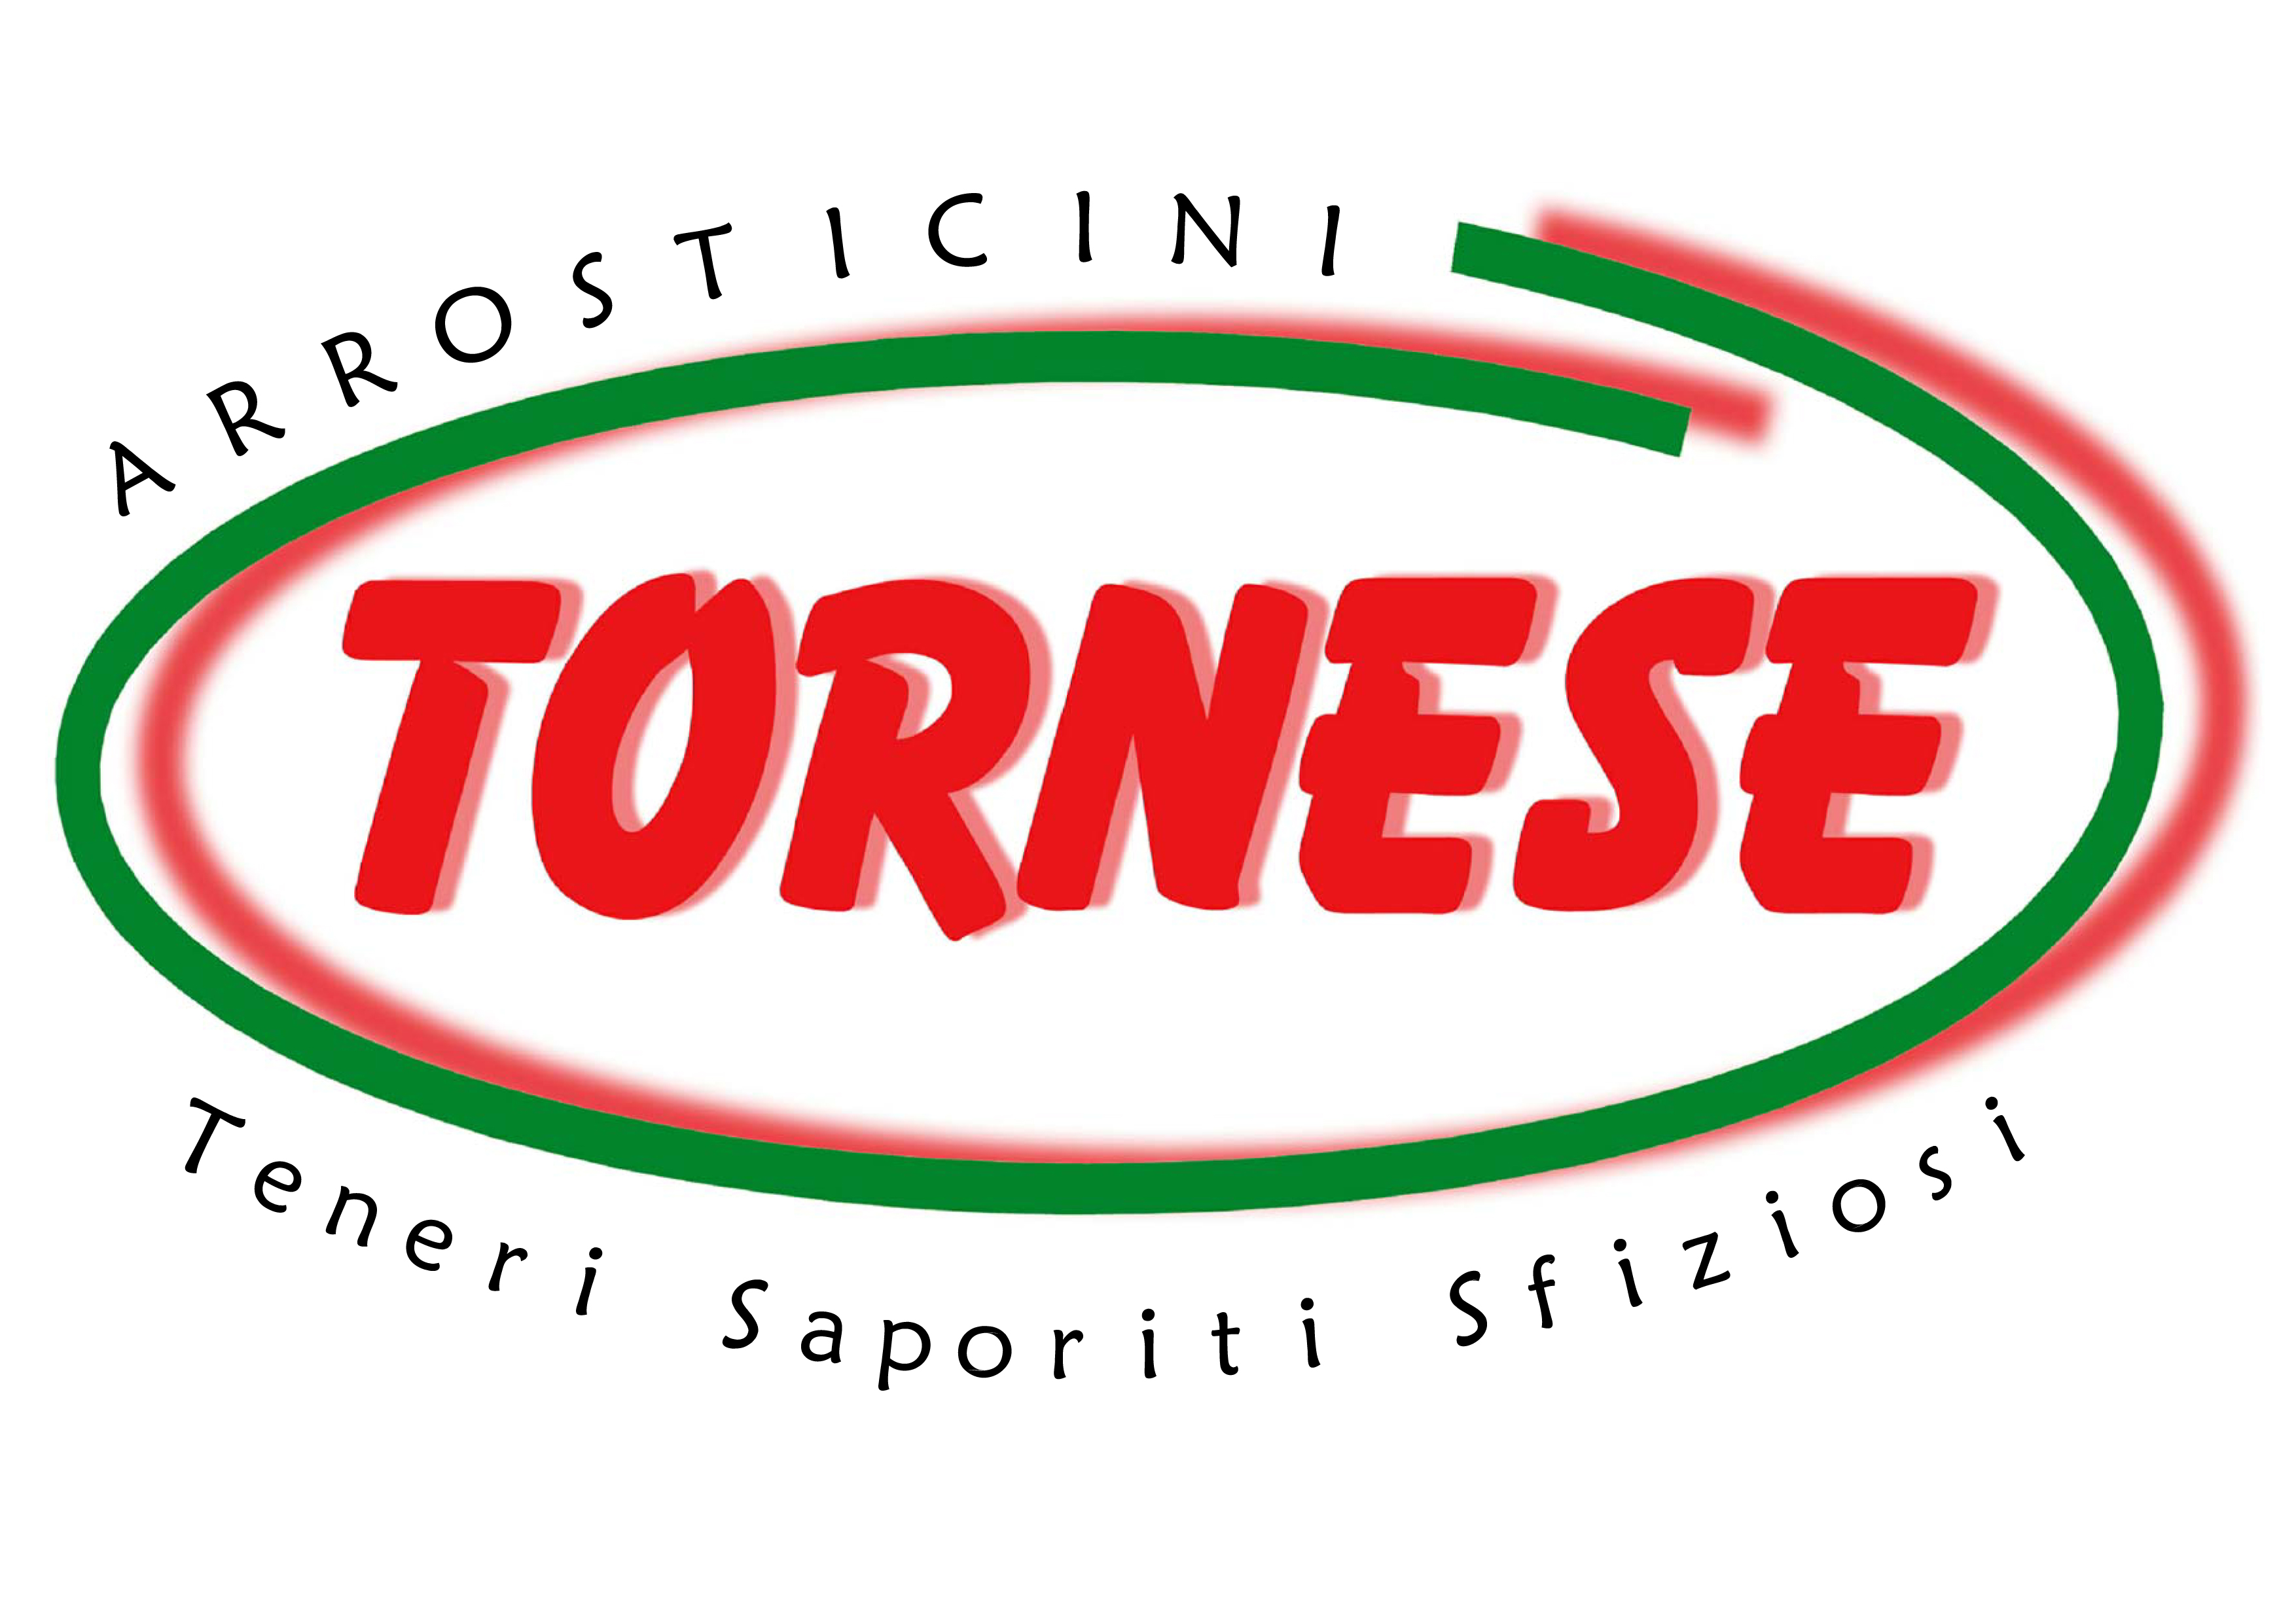 ARROSTICINI
TORNESE
Teneri Saporiti Sfiziosi